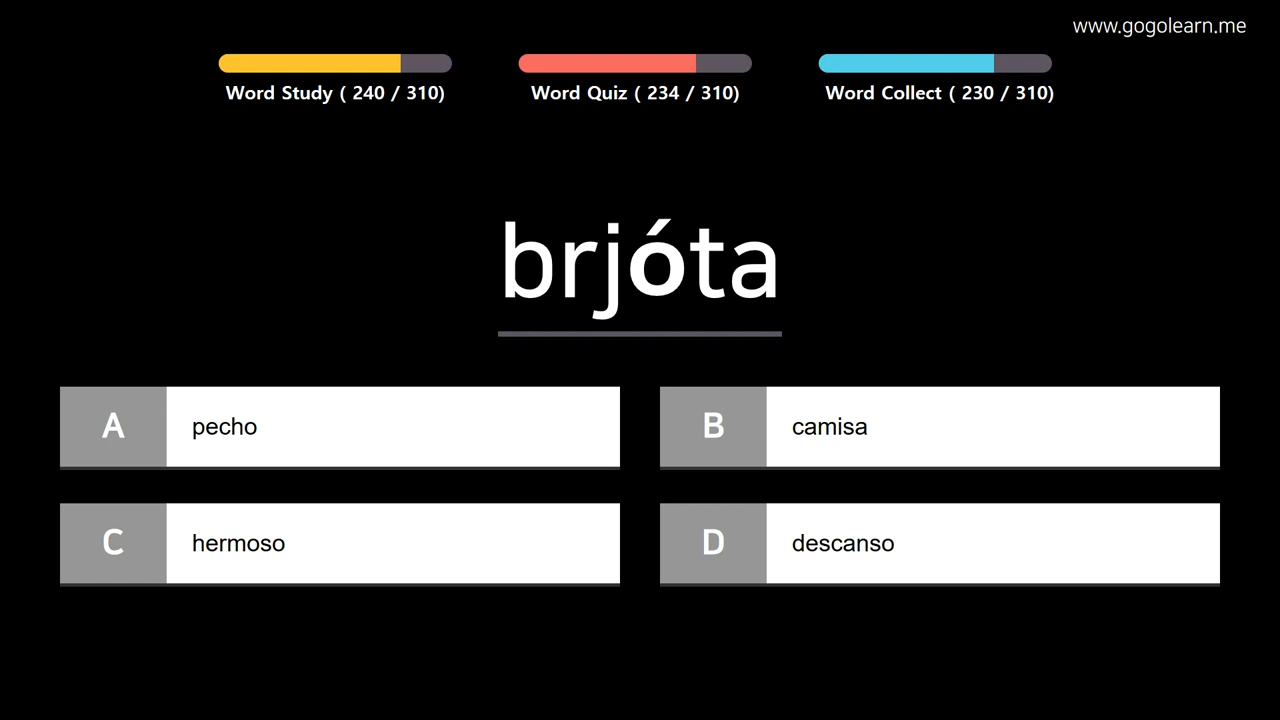 www.gogolearn.me
Word Study ( 240 / 310)
Word Quiz ( 234 / 310)
Word Collect ( 230 / 310)
brjóta
A pecho
B camisa
C hermoso
D descanso